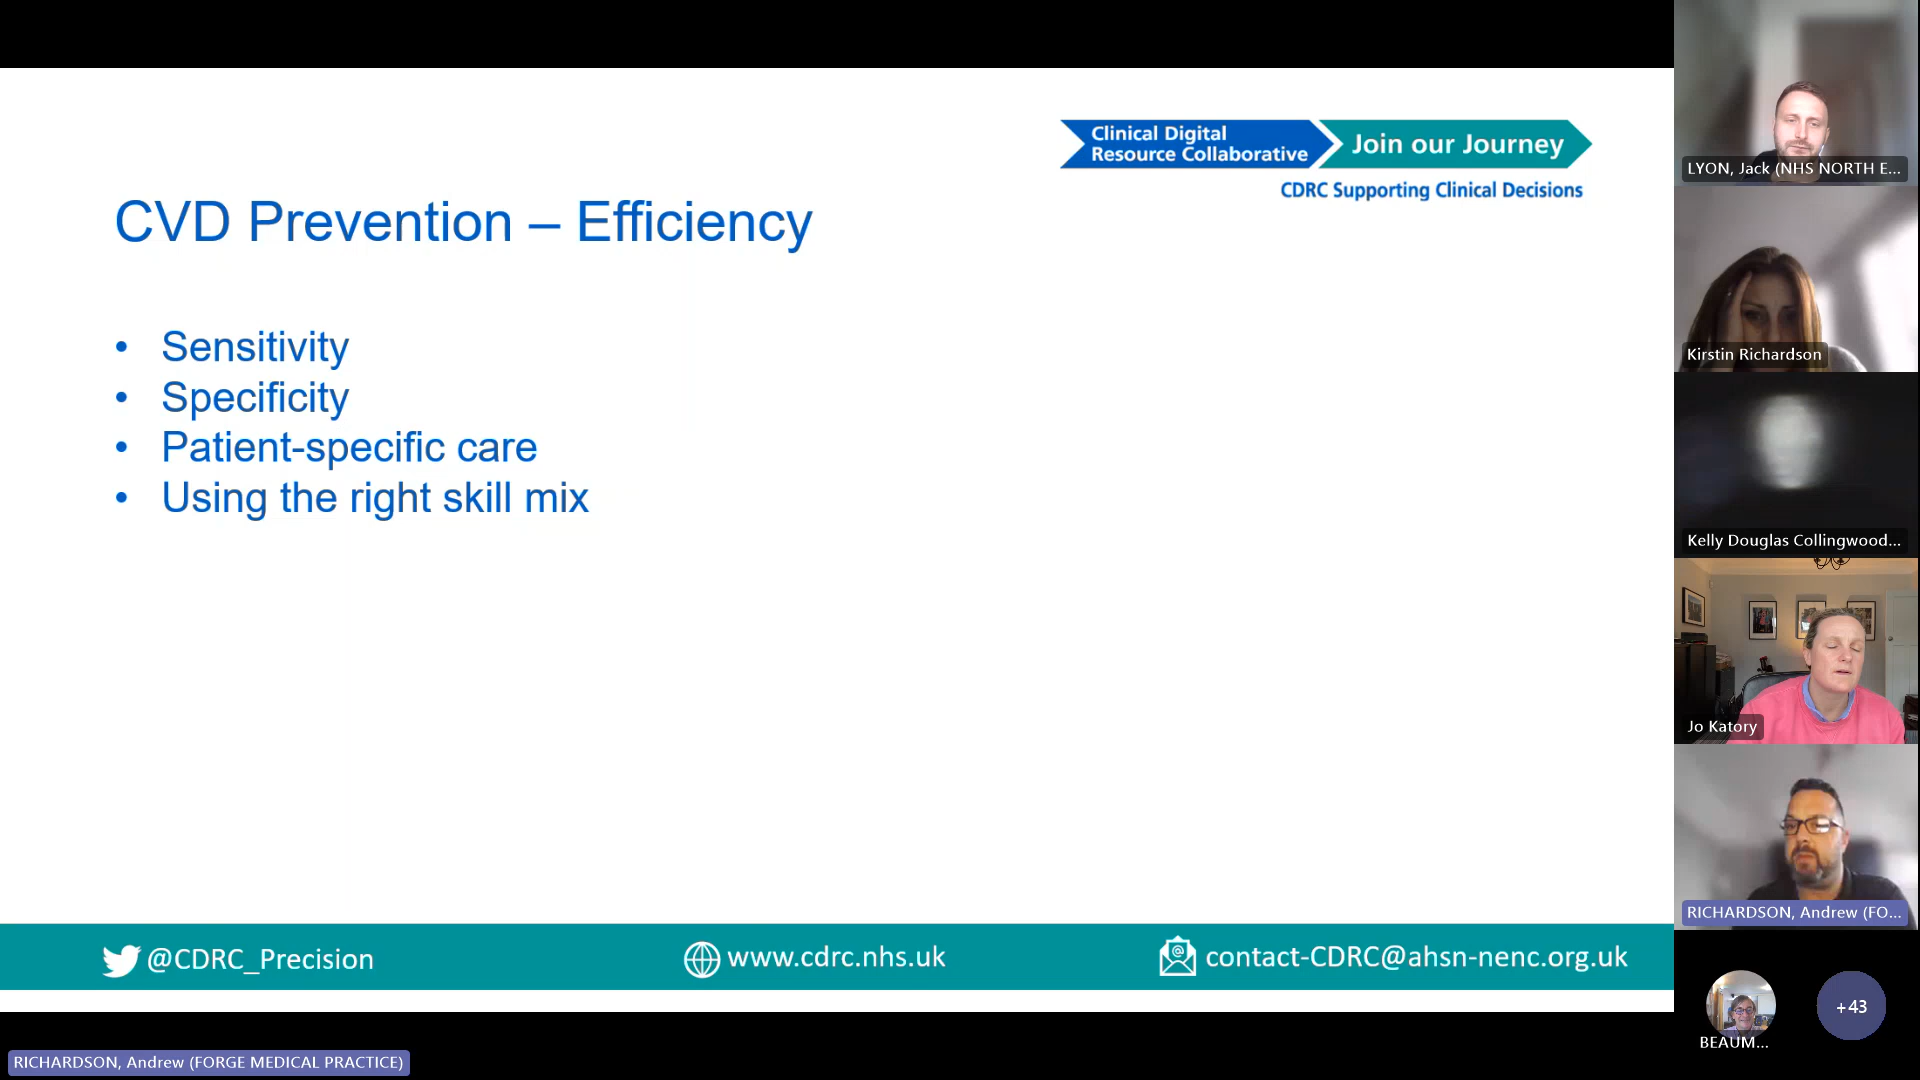 Clinical Digital
Resource Collaborative
Join our Journey
CDRC Supporting Clinical Decisions
CVD Prevention – Efficiency
• Sensitivity
• Specificity
• Patient-specific care
• Using the right skill mix
@CDRC_Precision
www.cdrc.nhs.uk
contact-CDRC@ahsn-nenc.org.uk
RICHARDSON, Andrew (FORGE MEDICAL PRACTICE)
LYON, Jack (NHS NORTH E...
Kirstin Richardson
Kelly Douglas Collingwood...
Jo Katory
RICHARDSON, Andrew (FO...
BEAUM...
+43